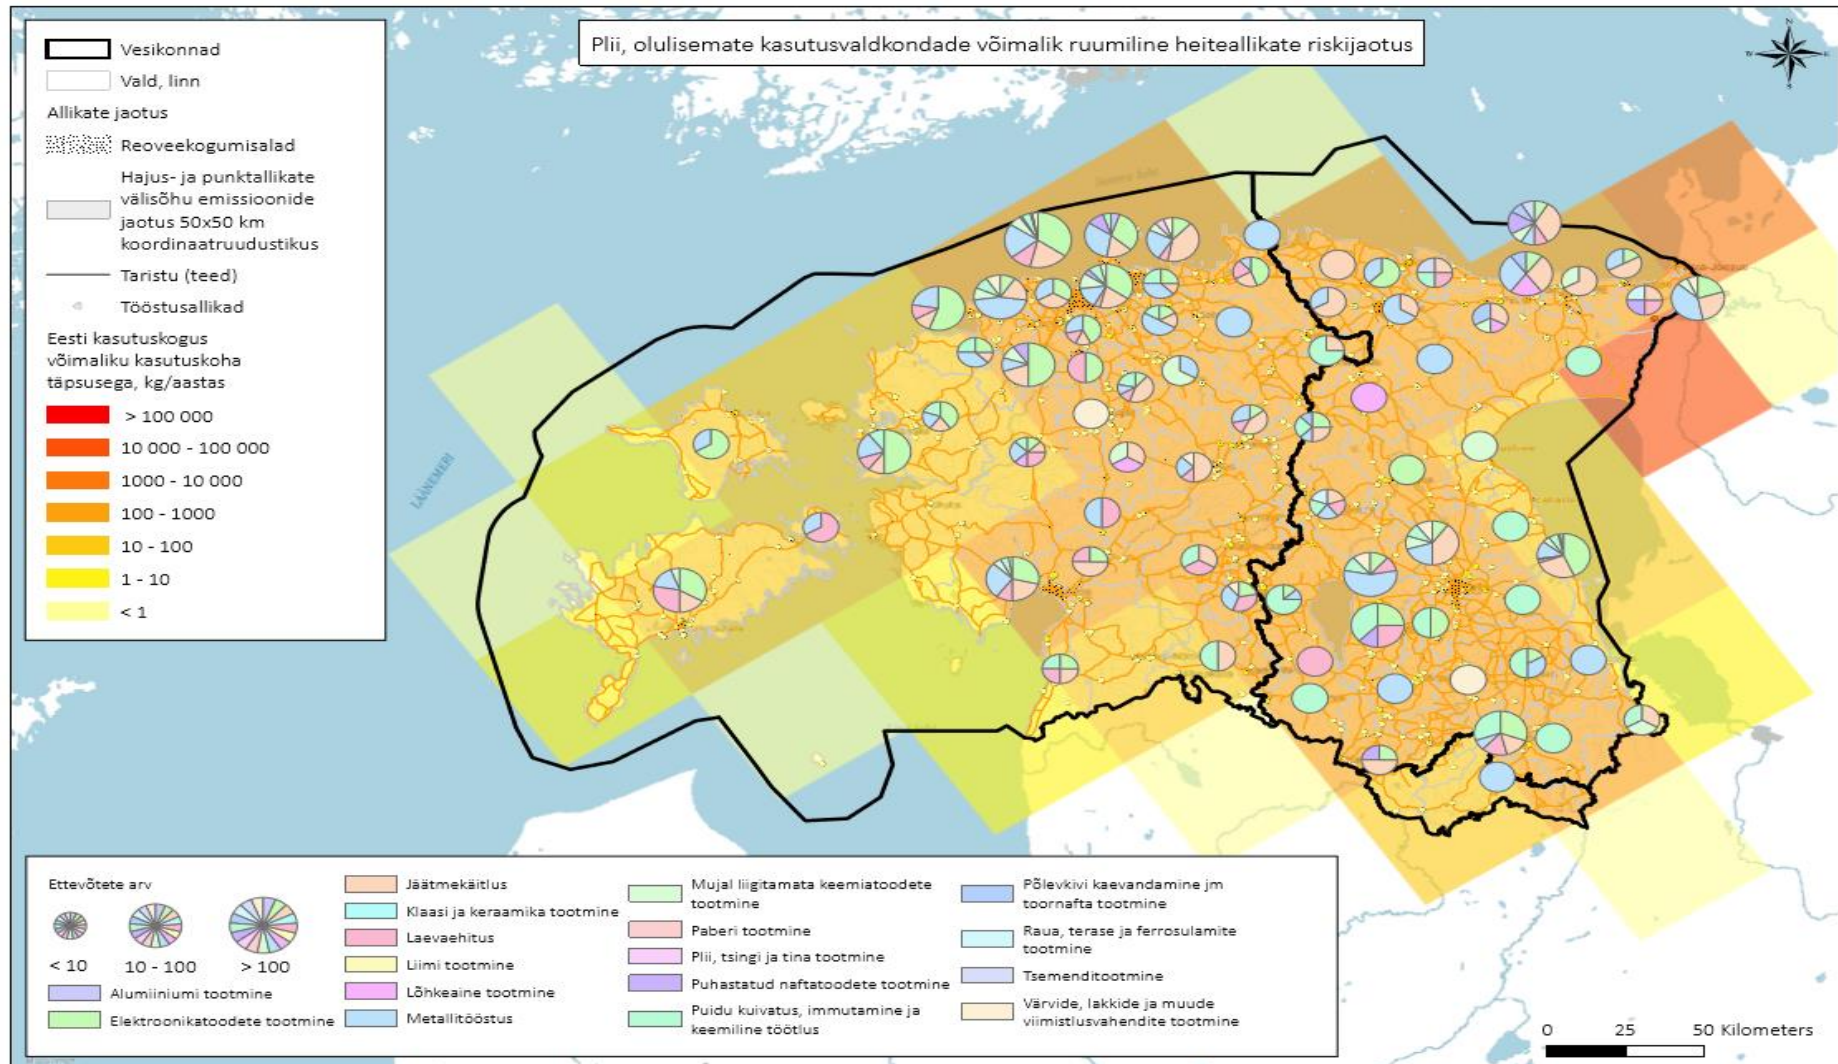 Plii, olulisemate kasutusvaldkondade võimalik ruumiline heiteallikate riskijaotus
Vesikonnad
Vald, linn
Allikate jaotus
Reoveekogumisalad
Hajus- ja punktallikate
välisõhu emissioonide
jaotus 50x50 km
koordinaatruudustikus
Taristu (teed)
Tööstusallikad
Eesti kasutuskogus
võimaliku kasutuskoha
täpsusega, kg/aastas
> 100 000
10 000 - 100 000
1000 - 10 000
100 - 1000
10 - 100
1 - 10
< 1
N
LÄÄNEMERI
Ettevõtete arv
< 10
10 - 100
> 100
Alumiiniumi tootmine
Elektroonikatoodete tootmine
Jäätmekäitlus
Klaasi ja keraamika tootmine
Laevaehitus
Liimi tootmine
Lõhkeaine tootmine
Metallitööstus
Mujal liigitamata keemiatoodete
tootmine
Paberi tootmine
Plii, tsingi ja tina tootmine
Puhastatud naftatoodete tootmine
Puidu kuivatus, immutamine ja
keemiline töötlus
Põlevkivi kaevandamine jm
toornafta tootmine
Raua, terase ja ferrosulamite
tootmine
Tsemenditootmine
Värvide, lakkide ja muude
viimistlusvahendite tootmine
0 25 50 Kilometers